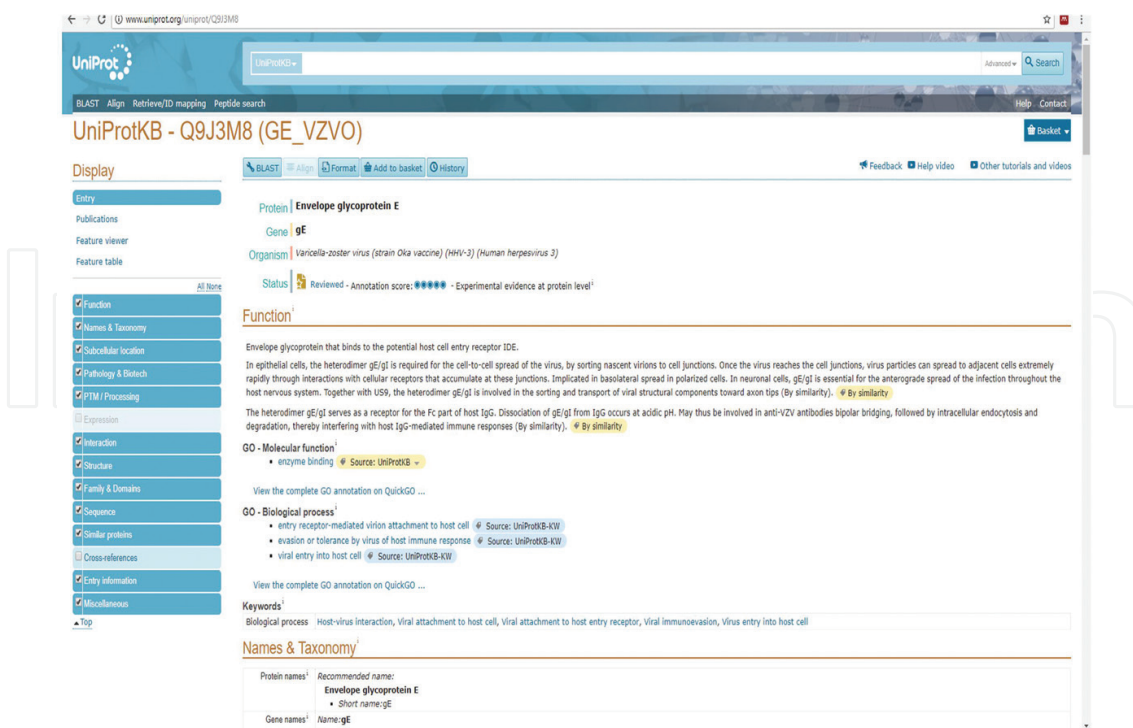 www.uniprot.org/uniprot/Q9J3M8
UniProt
UniProtKB
Advanced
Search
BLAST Align Retrieve/ID mapping Peptide search
Help Contact
UniProtKB - Q9J3M8 (GE_VZVO)
Basket
Display
BLAST Align Format Add to basket History
Feedback Help video Other tutorials and videos
Entry
Publications
Feature viewer
Feature table
All None
Function
Names & Taxonomy
Subcellular location
Pathology & Biotech
PTM / Processing
Expression
Interaction
Structure
Family & Domains
Sequence
Similar proteins
Cross-references
Entry information
Miscellaneous
Top
Protein Envelope glycoprotein E
Gene gE
Organism Varicella-zoster virus (strain Oka vaccine) (HHV-3) (Human herpesvirus 3)
Status Reviewed - Annotation score: - Experimental evidence at protein level i
Function i
Envelope glycoprotein that binds to the potential host cell entry receptor IDE.
In epithelial cells, the heterodimer gE/gI is required for the cell-to-cell spread of the virus, by sorting nascent virions to cell junctions. Once the virus reaches the cell junctions, virus particles can spread to adjacent cells extremely
rapidly through interactions with cellular receptors that accumulate at these junctions. Implicated in basolateral spread in polarized cells. In neuronal cells, gE/gI is essential for the anterograde spread of the infection throughout the
host nervous system. Together with US9, the heterodimer gE/gI is involved in the sorting and transport of viral structural components toward axon tips (By similarity). By similarity
The heterodimer gE/gI serves as a receptor for the Fc part of host IgG. Dissociation of gE/gI from IgG occurs at acidic pH. May thus be involved in anti-VZV antibodies bipolar bridging, followed by intracellular endocytosis and
degradation, thereby interfering with host IgG-mediated immune responses (By similarity). By similarity
GO - Molecular function i
• enzyme binding Source: UniProtKB
View the complete GO annotation on QuickGO ...
GO - Biological process i
• entry receptor-mediated virion attachment to host cell Source: UniProtKB-KW
• evasion or tolerance by virus of host immune response Source: UniProtKB-KW
• viral entry into host cell Source: UniProtKB-KW
View the complete GO annotation on QuickGO ...
Keywords i
Biological process Host-virus interaction, Viral attachment to host cell, Viral attachment to host entry receptor, Viral immunoevasion, Virus entry into host cell
Names & Taxonomy i
Protein names i Recommended name:
Envelope glycoprotein E
• Short name:gE
Gene names i Name:gE